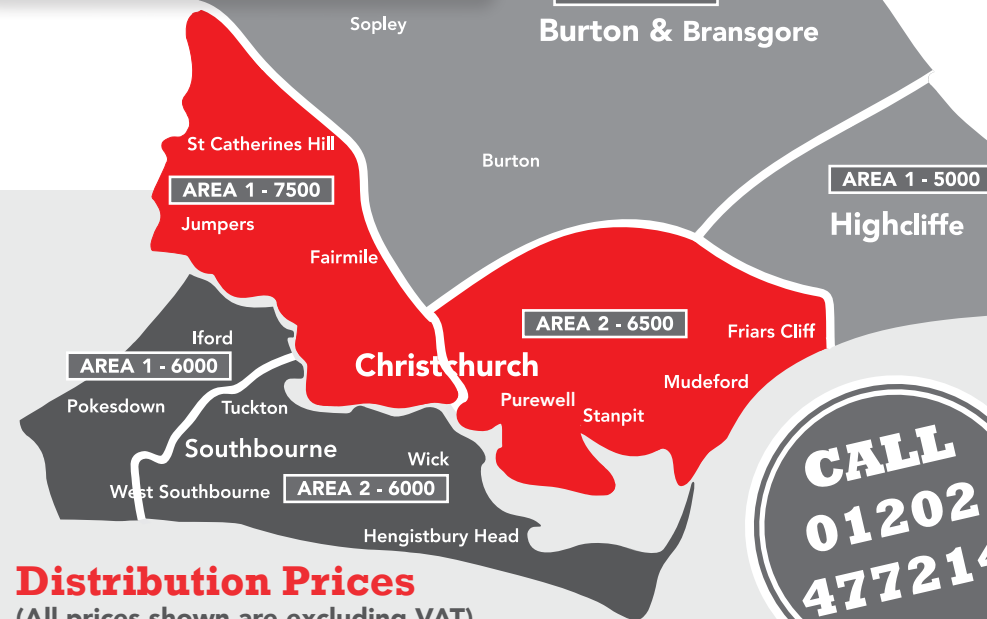 Sopley
Burton & Bransgore
St Catherines Hill
Burton
AREA 1 - 7500
AREA 1 - 5000
Jumpers
Highcliffe
Fairmile
AREA 2 - 6500
Friars Cliff
Iford
AREA 1 - 6000
Christchurch
Mudeford
Pokesdown
Tuckton
Purewell
Stanpit
Southbourne
Wick
West Southbourne
AREA 2 - 6000
Hengistbury Head
CALL
01202
477214
Distribution Prices
(All prices shown are excluding VAT)